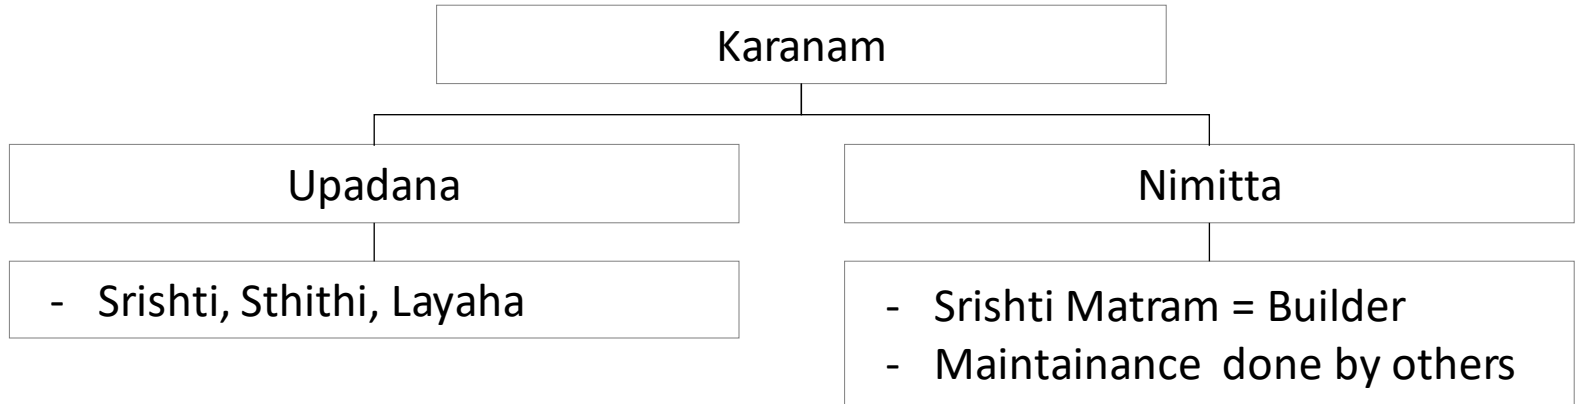 Karanam
Upadana
Nimitta
- Srishti, Sthithi, Layaha
- Srishti Matram = Builder
- Maintainance done by others